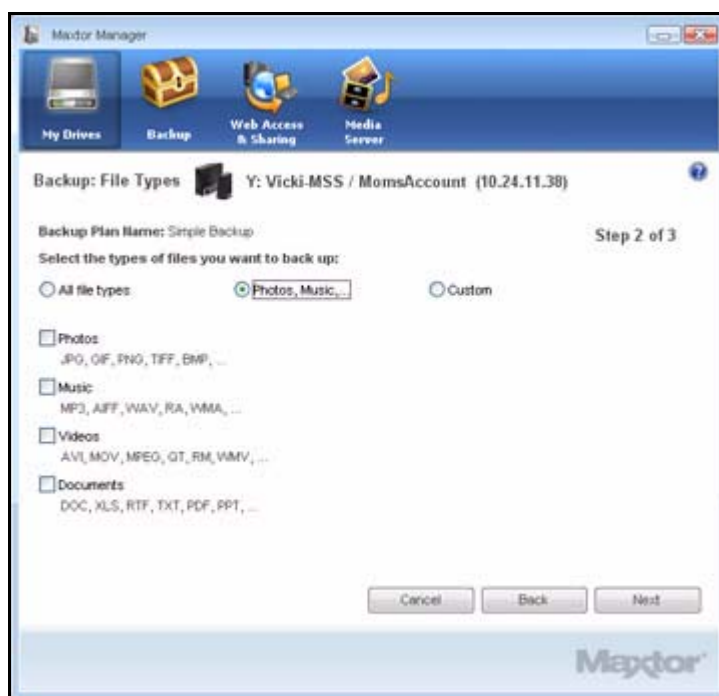 Maxtor Manager
My Drives
Backup
Web Access
& Sharing
Media
Server
Backup: File Types Y: Vicki-MSS / MomsAccount (10.24.11.38)
?
Backup Plan Name: Simple Backup
Step 2 of 3
Select the types of files you want to back up:
All file types Photos, Music,... Custom
Photos
JPG, GIF, PNG, TIFF, BMP, ...
Music
MP3, AIFF, WAV, RA, WMA, ...
Videos
AVI, MOV, MPEG, QT, RM, WMV, ...
Documents
DOC, XLS, RTF, TXT, PDF, PPT, ...
Cancel Back Next
Maxtor